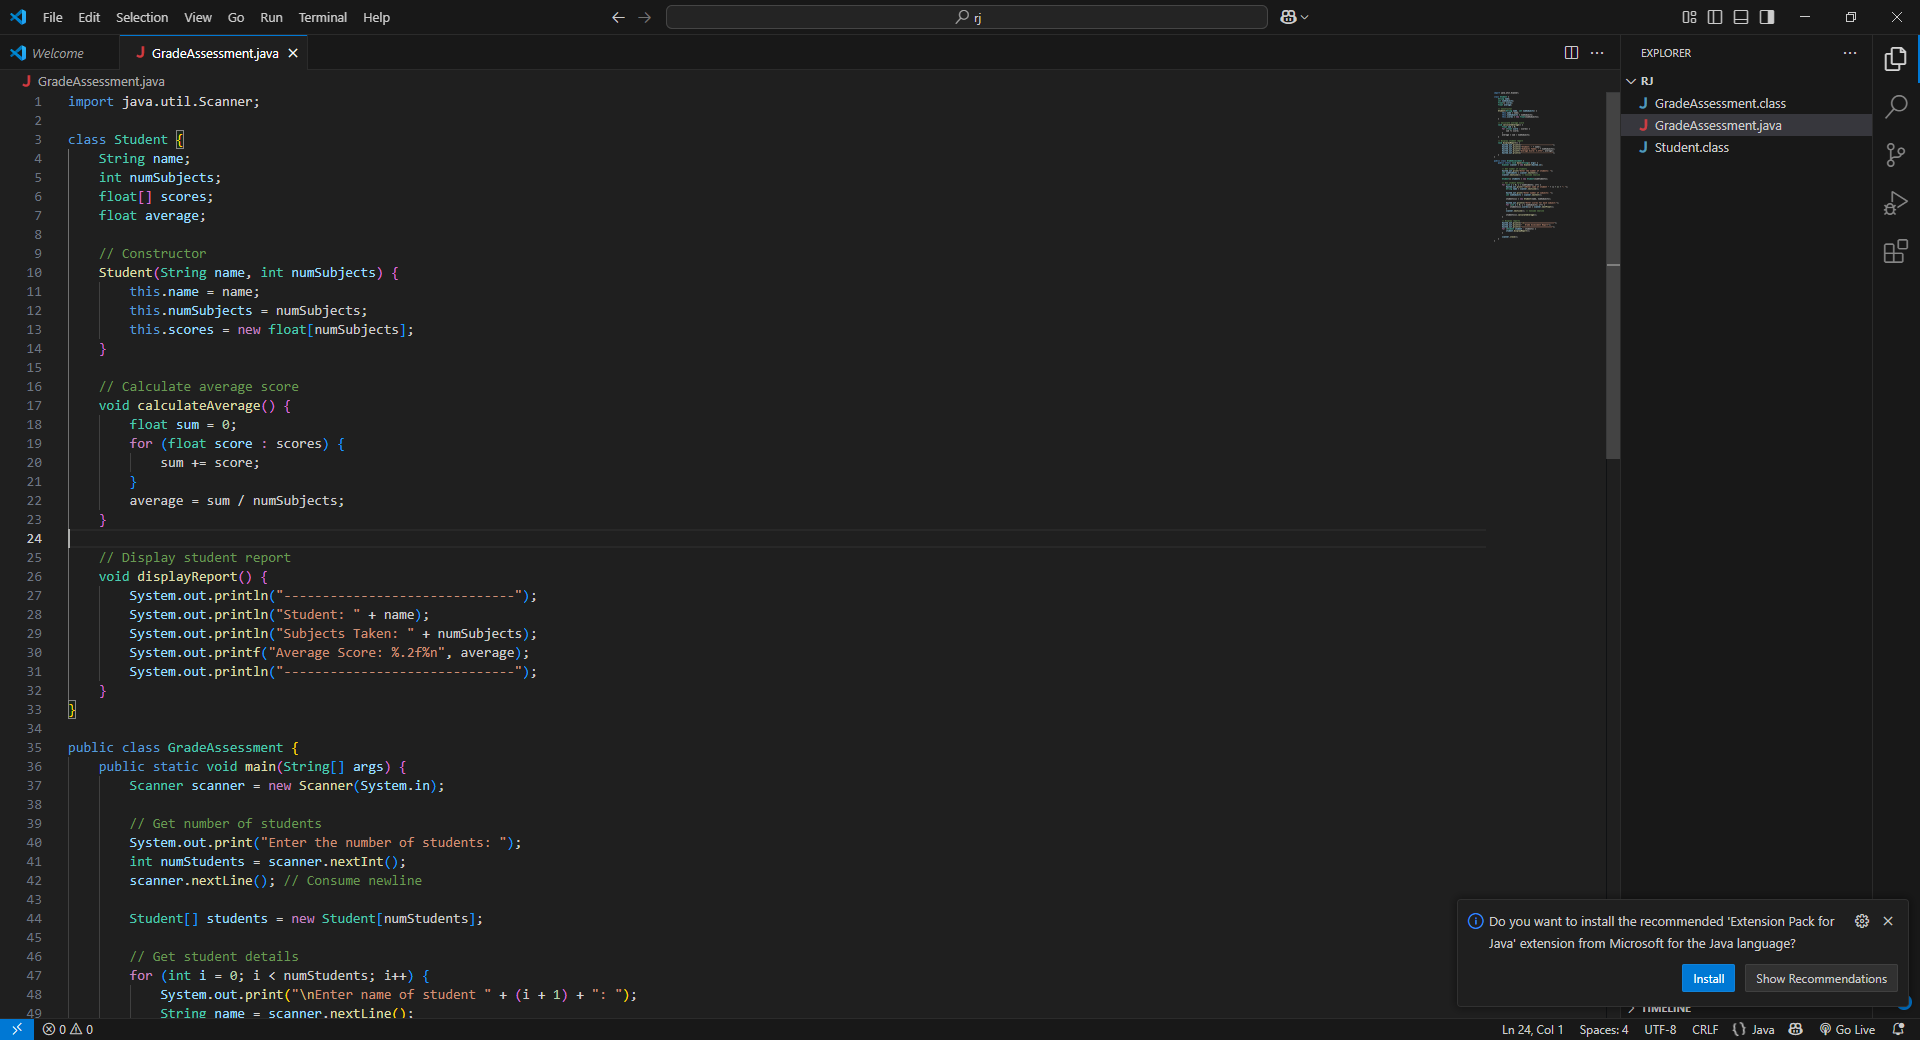 File Edit Selection View Go Run Terminal Help
rj
Welcome
GradeAssessment.java
GradeAssessment.java
1 import java.util.Scanner;
2
3 class Student {
4     String name;
5     int numSubjects;
6     float[] scores;
7     float average;
8
9     // Constructor
10     Student(String name, int numSubjects) {
11         this.name = name;
12         this.numSubjects = numSubjects;
13         this.scores = new float[numSubjects];
14     }
15
16     // Calculate average score
17     void calculateAverage() {
18         float sum = 0;
19         for (float score : scores) {
20             sum += score;
21         }
22         average = sum / numSubjects;
23     }
24
25     // Display student report
26     void displayReport() {
27         System.out.println("------------------------------");
28         System.out.println("Student: " + name);
29         System.out.println("Subjects Taken: " + numSubjects);
30         System.out.printf("Average Score: %.2f%n", average);
31         System.out.println("------------------------------");
32     }
33 }
34
35 public class GradeAssessment {
36     public static void main(String[] args) {
37         Scanner scanner = new Scanner(System.in);
38
39         // Get number of students
40         System.out.print("Enter the number of students: ");
41         int numStudents = scanner.nextInt();
42         scanner.nextLine(); // Consume newline
43
44         Student[] students = new Student[numStudents];
45
46         // Get student details
47         for (int i = 0; i < numStudents; i++) {
48             System.out.print("\nEnter name of student " + (i + 1) + ": ");
49             String name = scanner.nextLine();
EXPLORER
RJ
GradeAssessment.class
GradeAssessment.java
Student.class
Do you want to install the recommended 'Extension Pack for
Java' extension from Microsoft for the Java language?
Install
Show Recommendations
TIMELINE
0 0
Ln 24, Col 1
Spaces: 4
UTF-8
CRLF
{} Java
Go Live